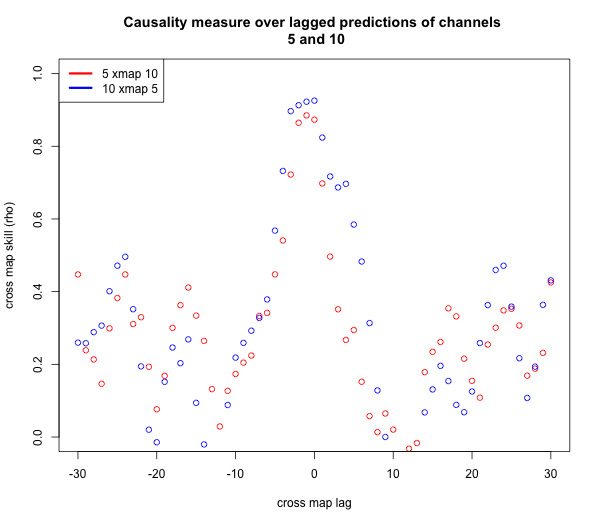 Causality measure over lagged predictions of channels
5 and 10
5 xmap 10
10 xmap 5
cross map skill (rho)
1.0
0.8
0.6
0.4
0.2
0.0
-30 -20 -10 0 10 20 30
cross map lag